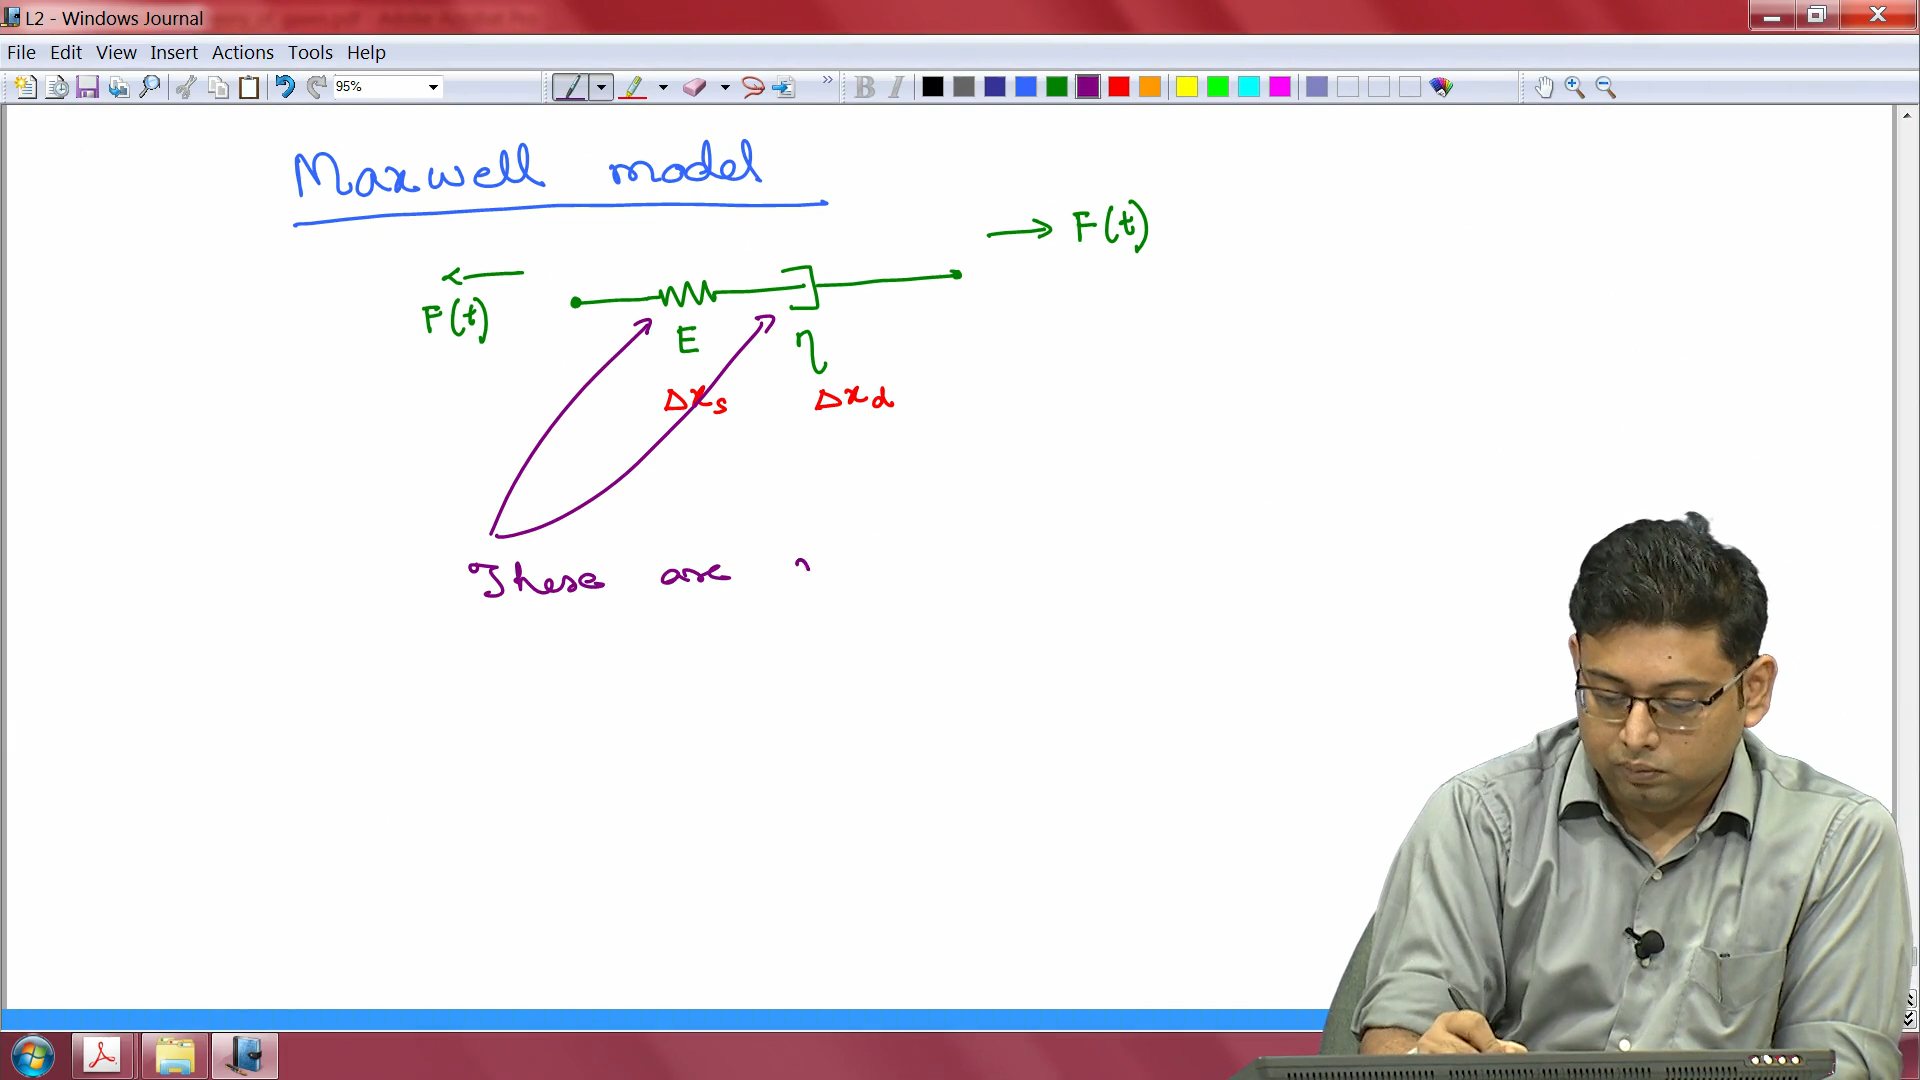 L2 - Windows Journal
File Edit View Insert Actions Tools Help
95%
Maxwell model
F(t)
F(t)
E
η
Δxs
Δxd
These are